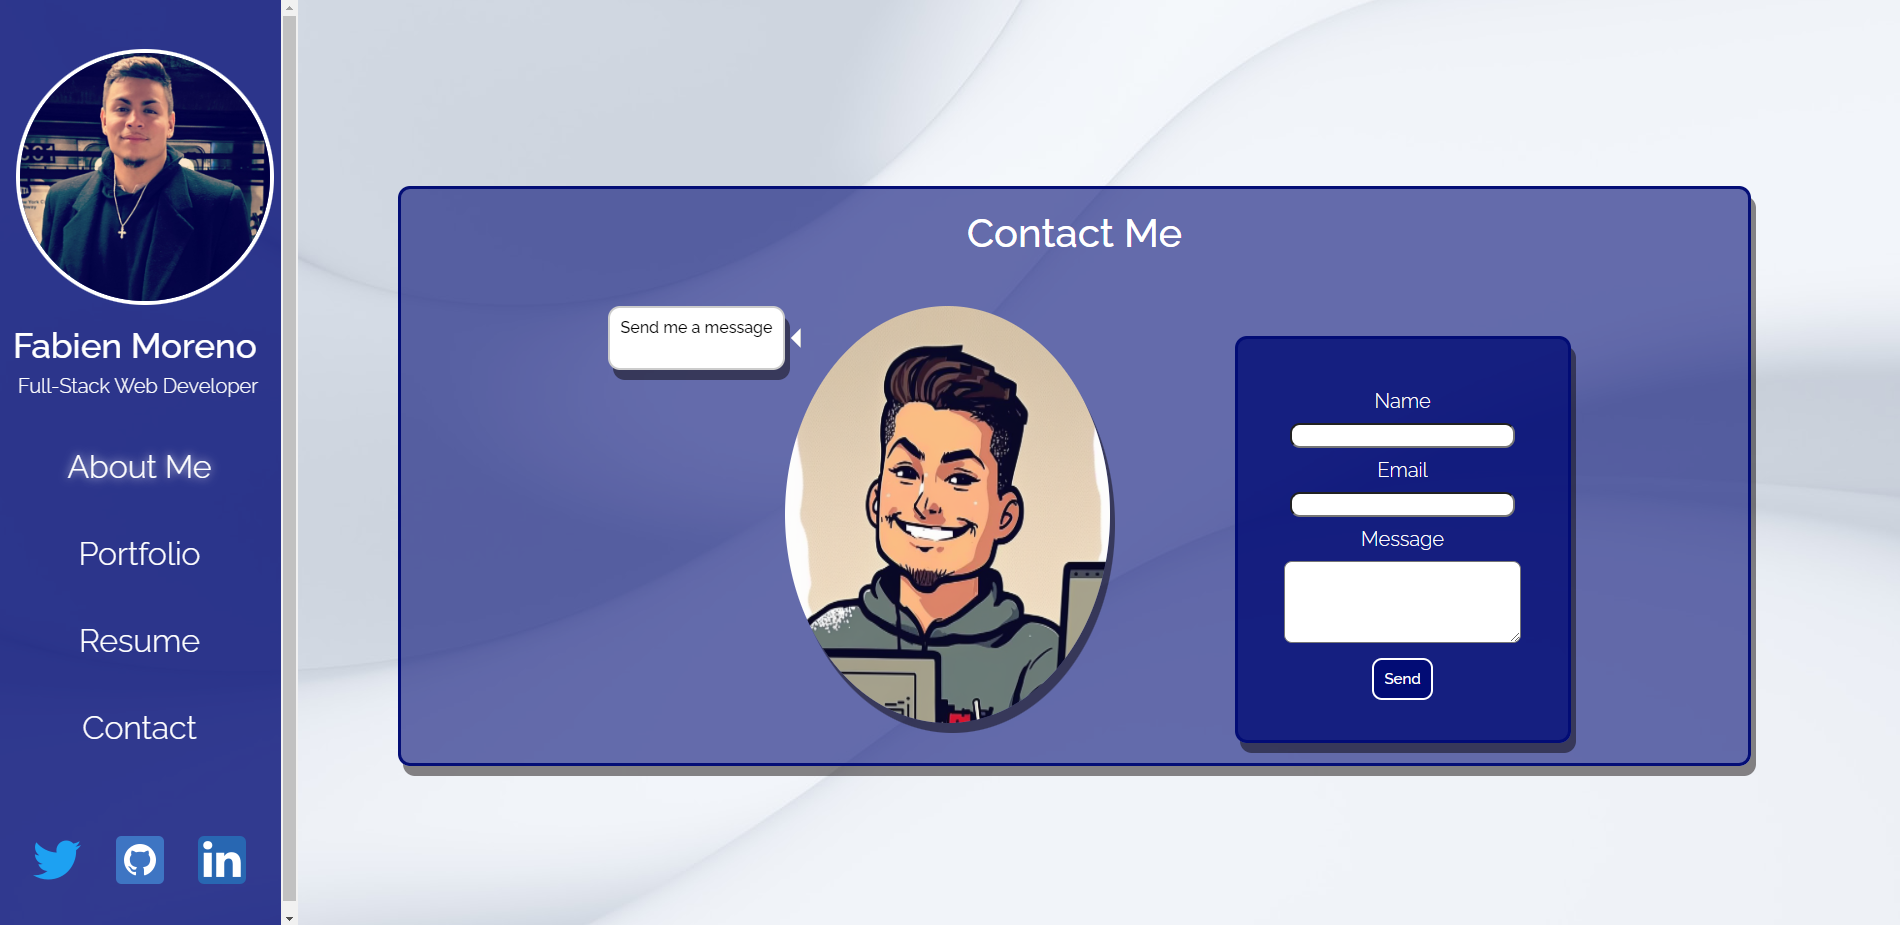 Fabien Moreno
Full-Stack Web Developer
About Me
Portfolio
Resume
Contact
in
Contact Me
Send me a message
Name
Email
Message
Send